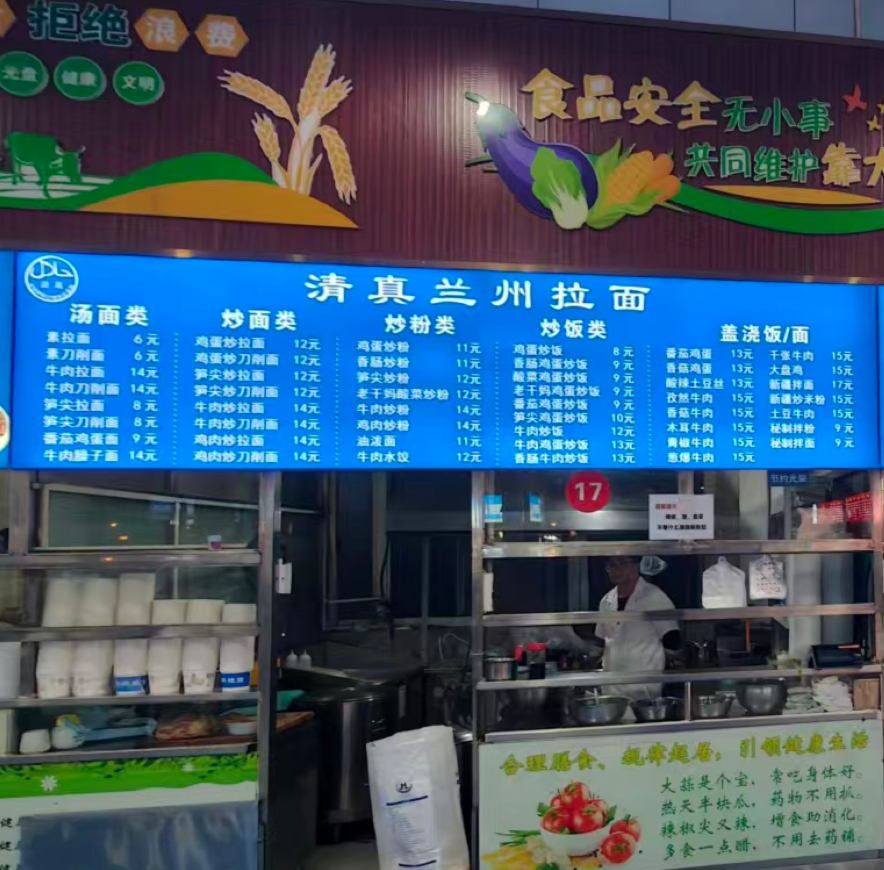 拒绝
浪费
光盘
健康
文明
食品安全无小事
共同维护靠大
清真兰州拉面
汤面类
素拉面 6元
素刀削面 6元
牛肉拉面 14元
牛肉刀削面 14元
笋尖拉面 8元
笋尖刀削面 8元
番茄鸡蛋面 9元
牛肉臊子面 14元
炒面类
鸡蛋炒拉面 12元
鸡蛋炒刀削面 12元
笋尖炒拉面 12元
笋尖炒刀削面 12元
牛肉炒拉面 14元
牛肉炒刀削面 14元
鸡肉炒拉面 14元
鸡肉炒刀削面 14元
炒粉类
鸡蛋炒粉 11元
香肠炒粉 11元
笋尖炒粉 12元
老干妈酸菜炒粉 12元
牛肉炒粉 14元
鸡肉炒粉 14元
油泼面 11元
牛肉水饺 12元
炒饭类
鸡蛋炒饭 8元
香肠鸡蛋炒饭 9元
酸菜鸡蛋炒饭 9元
老干妈鸡蛋炒饭 9元
番茄鸡蛋炒饭 9元
笋尖鸡蛋炒饭 10元
牛肉炒饭 12元
牛肉鸡蛋炒饭 13元
香肠牛肉炒饭 13元
盖浇饭/面
番茄鸡蛋 13元 千张牛肉 15元
香菇鸡蛋 13元 大盘鸡 15元
酸辣土豆丝 13元 新疆拌面 17元
孜然牛肉 15元 新疆炒米粉 15元
香菇牛肉 15元 土豆牛肉 15元
木耳牛肉 15元 秘制拌粉 9元
青椒牛肉 15元 秘制拌面 9元
葱爆牛肉 15元
节约光荣
17
合理膳食、规律起居，引领健康生活
大蒜是个宝，常吃身体好。
热天半块瓜，药物不用抓。
辣椒尖又辣，增食助消化。
多食一点醋，不用去药铺。